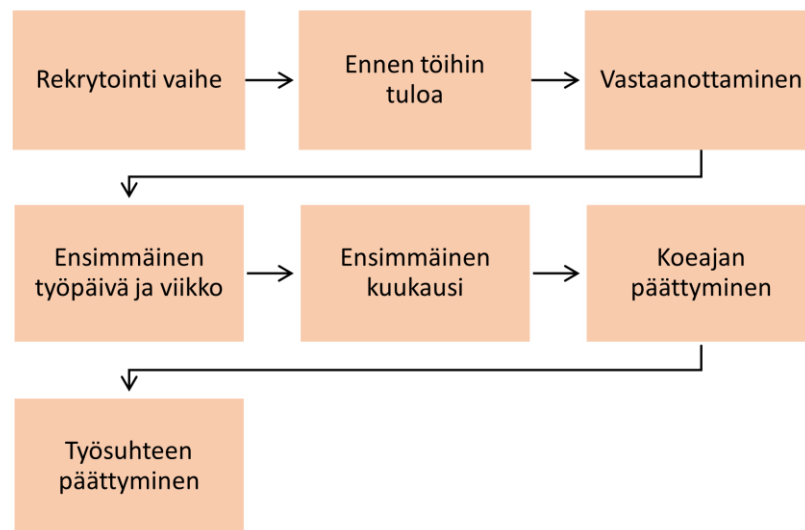 Rekrytointi vaihe
Ennen töihin
tuloa
Vastaanottaminen
Ensimmäinen
työpäivä ja viikko
Ensimmäinen
kuukausi
Koeajan
päättyminen
Työsuhteen
päättyminen